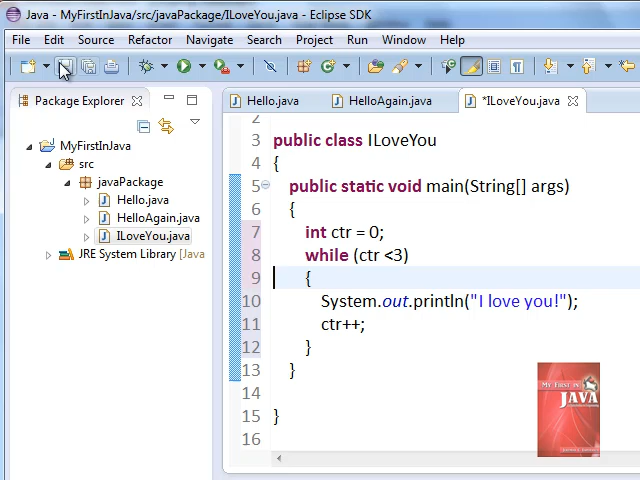 Java - MyFirstInJava/src/javaPackage/ILoveYou.java - Eclipse SDK
File Edit Source Refactor Navigate Search Project Run Window Help
Package Explorer
Hello.java HelloAgain.java *ILoveYou.java
MyFirstInJava
src
javaPackage
Hello.java
HelloAgain.java
ILoveYou.java
JRE System Library [Java
2
3 public class ILoveYou
4 {
5 public static void main(String[] args)
6 {
7 int ctr = 0;
8 while (ctr <3)
9 {
10 System.out.println("I love you!");
11 ctr++;
12 }
13 }
14
15 }
16
MY FIRST IN
JAVA